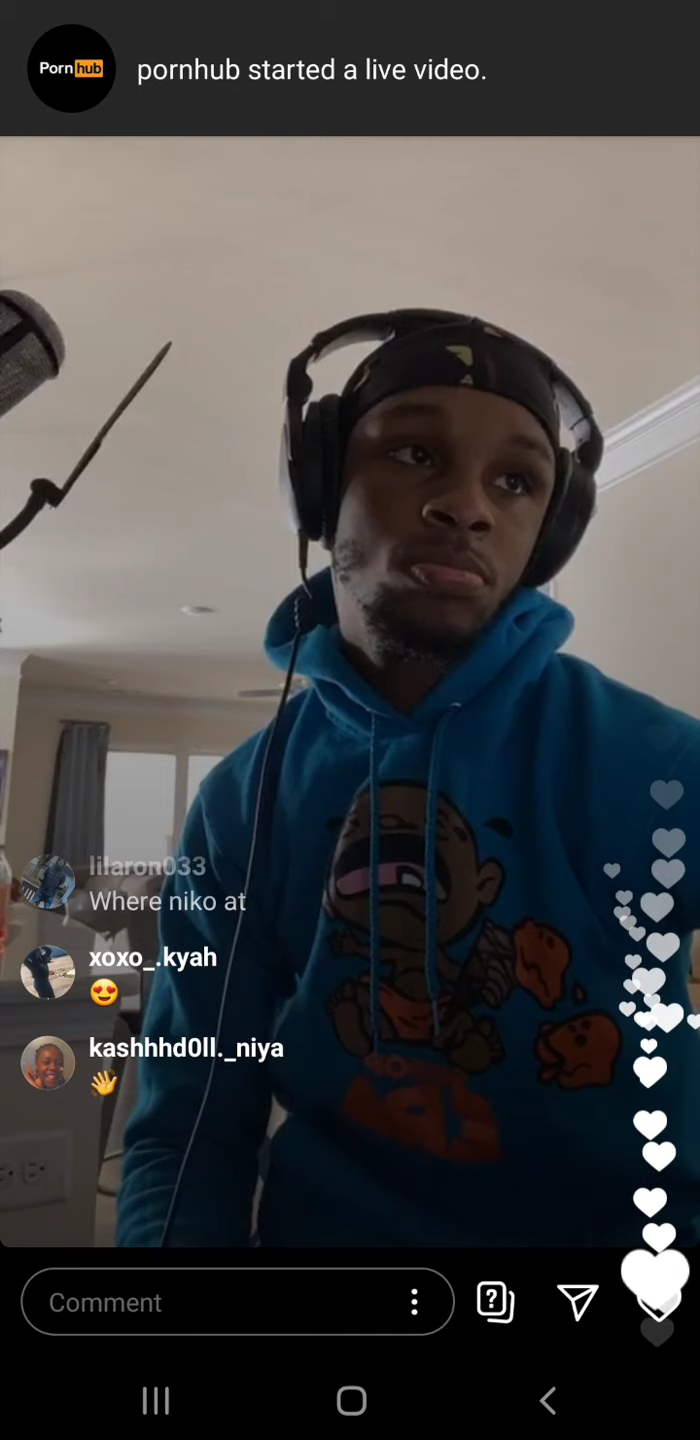 Porn hub
pornhub started a live video.
lilaron033
Where niko at
xoxo_.kyah
😍
kashhhd0ll._niya
👋
Comment